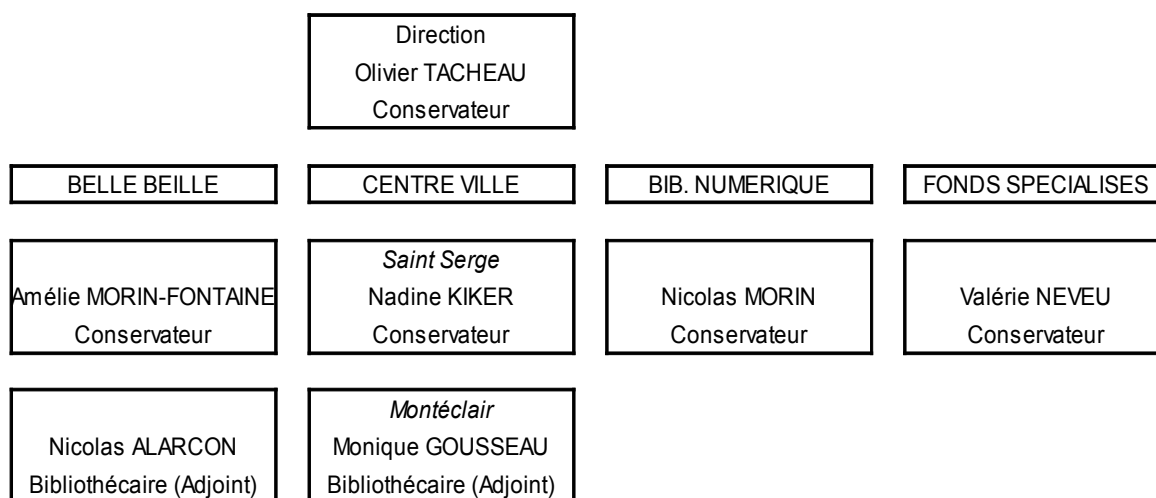 Direction
Olivier TACHEAU
Conservateur
BELLE BEILLE
CENTRE VILLE
BIB. NUMERIQUE
FONDS SPECIALISES
Amélie MORIN-FONTAINE
Conservateur
Saint Serge
Nadine KIKER
Conservateur
Nicolas MORIN
Conservateur
Valérie NEVEU
Conservateur
Nicolas ALARCON
Bibliothécaire (Adjoint)
Montéclair
Monique GOUSSEAU
Bibliothécaire (Adjoint)